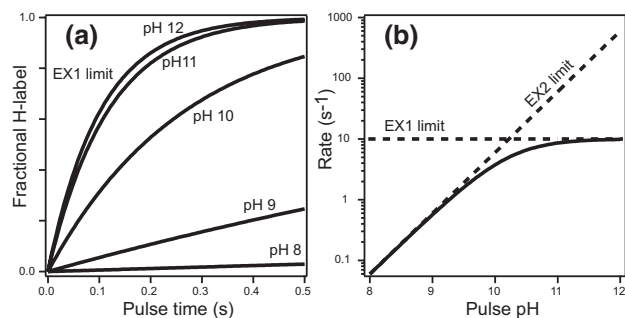 (a)
1.0
EX1 limit
pH 12
pH11
pH 10
pH 9
pH 8
0.0
Fractional H-label
0.0 0.1 0.2 0.3 0.4 0.5
Pulse time (s)
(b)
1000
100
10
1
0.1
Rate (s⁻¹)
EX1 limit
EX2 limit
8 9 10 11 12
Pulse pH